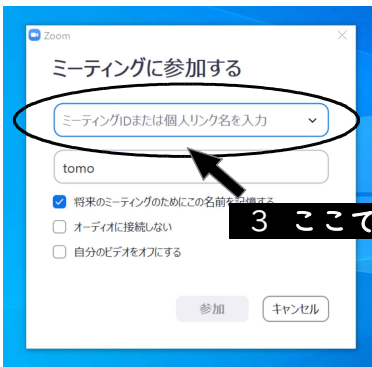 Zoom
ミーティングに参加する
ミーティングIDまたは個人リンク名を入力
tomo
将来のミーティングのためにこの名前を記憶する
3 ここで
オーディオに接続しない
自分のビデオをオフにする
参加
キャンセル